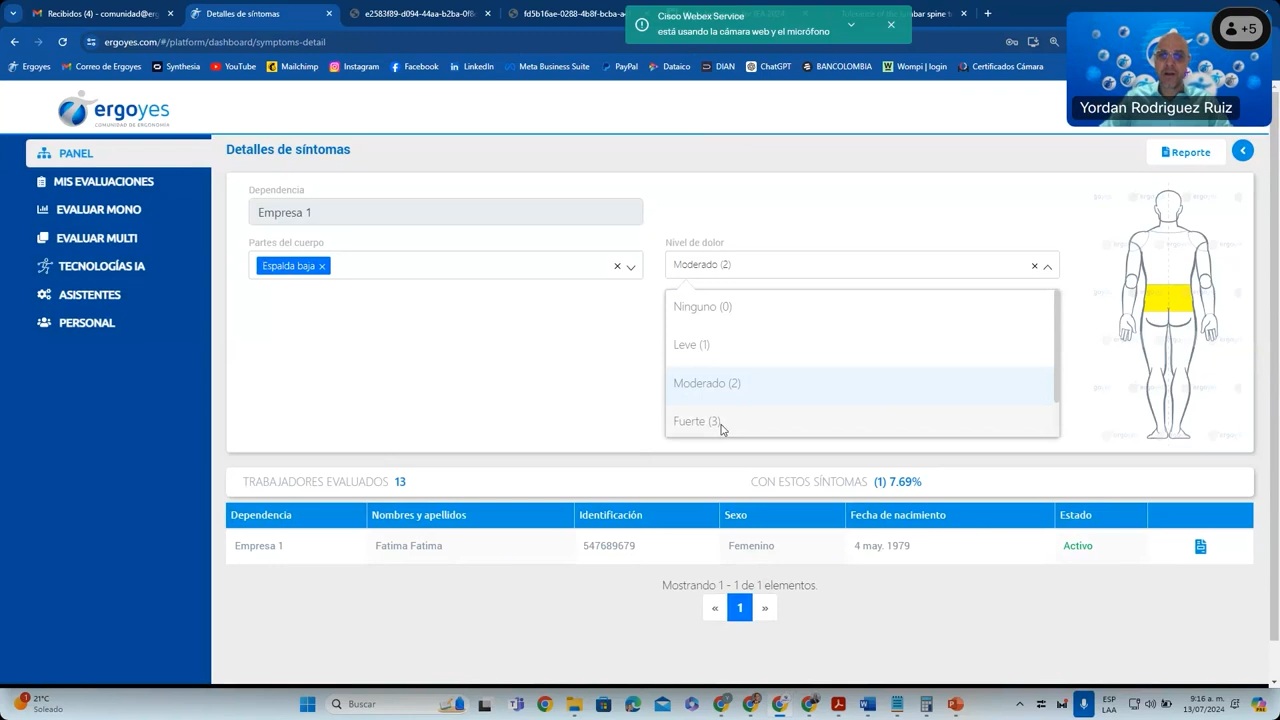 Recibidos (4) - comunidad@erg
Detalles de síntomas
e2583f89-d094-44aa-b2ba-0f8
fd5b16ae-0288-4b8f-bcba-a
Cisco Webex Service
está usando la cámara web y el micrófono
+5
ergoyes.com/#/platform/dashboard/symptoms-detail
Ergoyes
Correo de Ergoyes
Synthesia
YouTube
Mailchimp
Instagram
Facebook
LinkedIn
Meta Business Suite
PayPal
Dataico
DIAN
ChatGPT
BANCOLOMBIA
Wompi | login
Certificados Cámara
Yordan Rodriguez Ruiz
ergoyes
COMUNIDAD DE ERGONOMÍA
PANEL
MIS EVALUACIONES
EVALUAR MONO
EVALUAR MULTI
TECNOLOGÍAS IA
ASISTENTES
PERSONAL
Detalles de síntomas
Reporte
Dependencia
Empresa 1
Partes del cuerpo
Espalda baja ×
Nivel de dolor
Moderado (2)
Ninguno (0)
Leve (1)
Moderado (2)
Fuerte (3)
TRABAJADORES EVALUADOS 13
CON ESTOS SÍNTOMAS (1) 7.69%
Dependencia Nombres y apellidos Identificación Sexo Fecha de nacimiento Estado
Empresa 1 Fatima Fatima 547689679 Femenino 4 may. 1979 Activo
Mostrando 1 - 1 de 1 elementos.
« 1 »
21°C
Soleado
Buscar
ESP
LAA
9:16 a. m.
13/07/2024